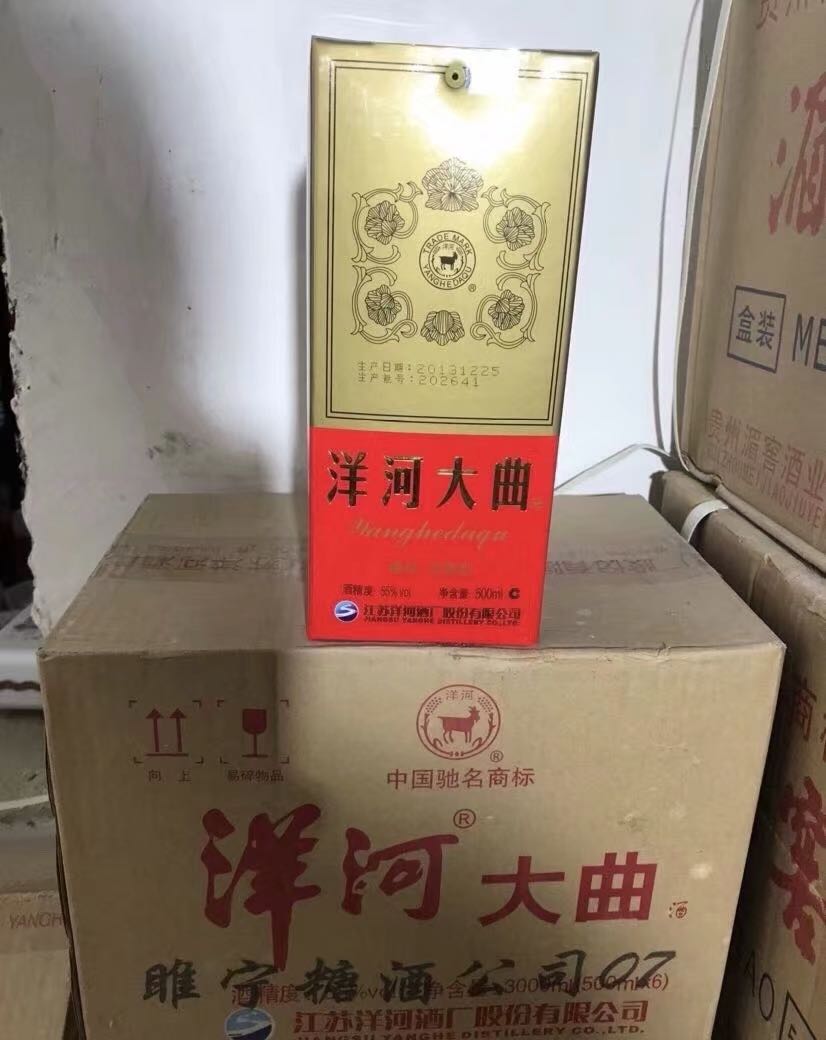 TRADE MARK
洋河
YANGHEDAQU
®
生产日期:20131225
生产批号:202641
洋河大曲
Yanghedaqu
酒精度:55%vol 净含量:500ml C
江苏洋河酒厂股份有限公司
JIANGSU YANGHE DISTILLERY CO.,LTD.
洋河
®
向上 易碎物品
中国驰名商标
洋河® 大曲 酒
睢宁糖酒公司07
江苏洋河酒厂股份有限公司
JIANGSU YANGHE DISTILLERY CO.,LTD.
YANGH
盒装
贵州湄窖酒业